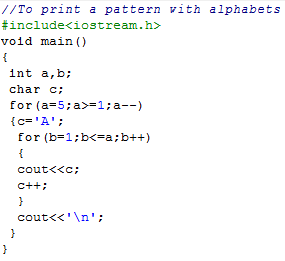 //To print a pattern with alphabets
#include<iostream.h>
void main()
{
 int a,b;
 char c;
 for(a=5;a>=1;a--)
 {c='A';
  for(b=1;b<=a;b++)
  {
  cout<<c;
  c++;
  }
  cout<<'\n';
 }
}